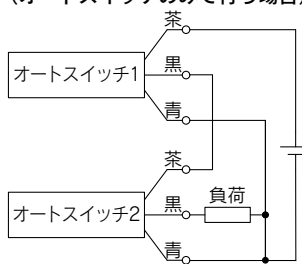 (オートスイッチのみで行う場合)
茶
オートスイッチ1
黒
青
茶
オートスイッチ2
黒
負荷
青